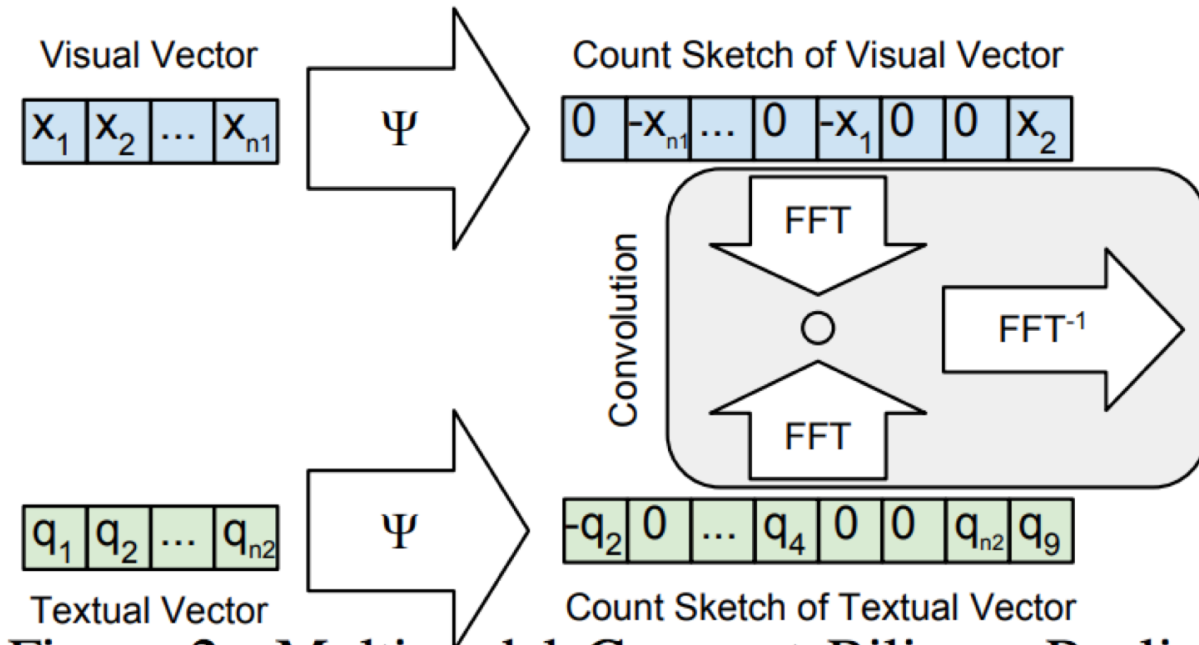 Visual Vector
Count Sketch of Visual Vector
x1 x2 ... xn1
Ψ
0 -xn1 ... 0 -x1 0 0 x2
FFT
Convolution
FFT-1
FFT
q1 q2 ... qn2
Ψ
-q2 0 ... q4 0 0 qn2 q9
Textual Vector
Count Sketch of Textual Vector